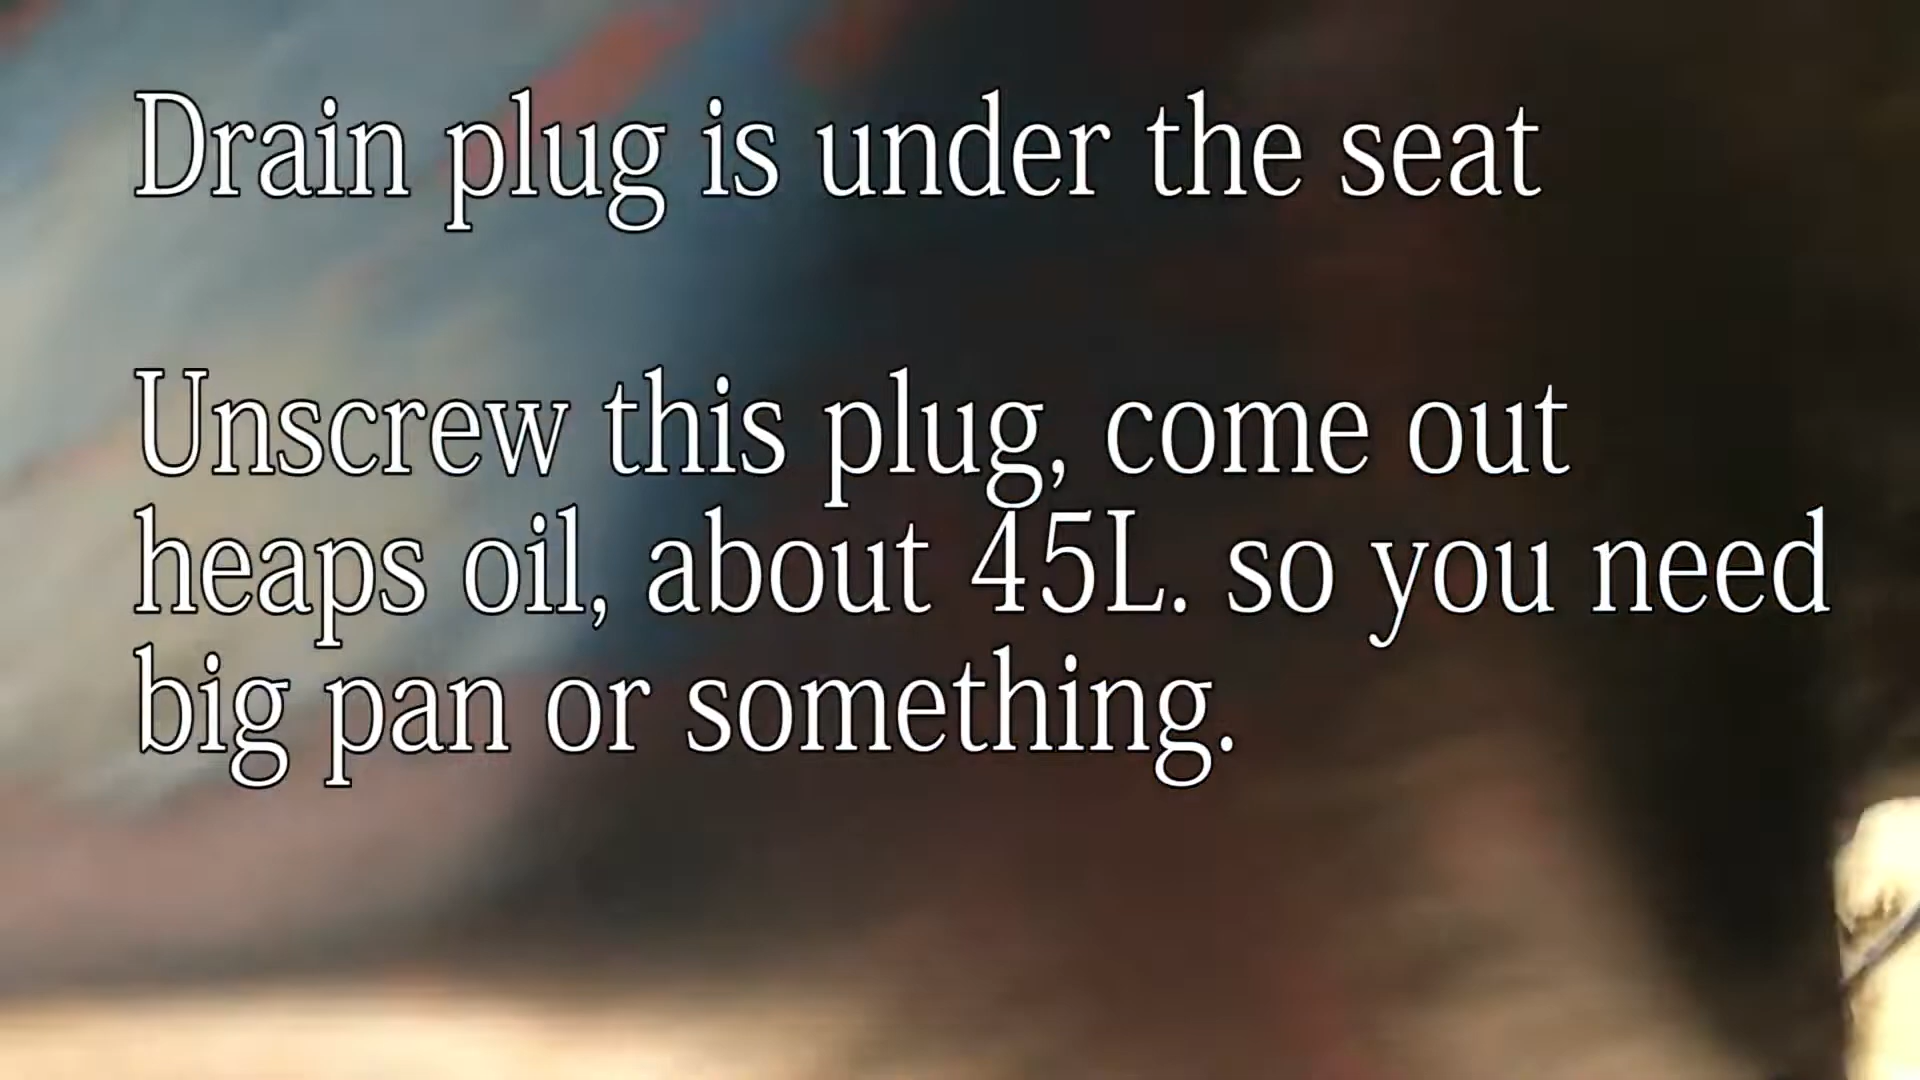 Drain plug is under the seat
Unscrew this plug, come out
heaps oil, about 45L. so you need
big pan or something.